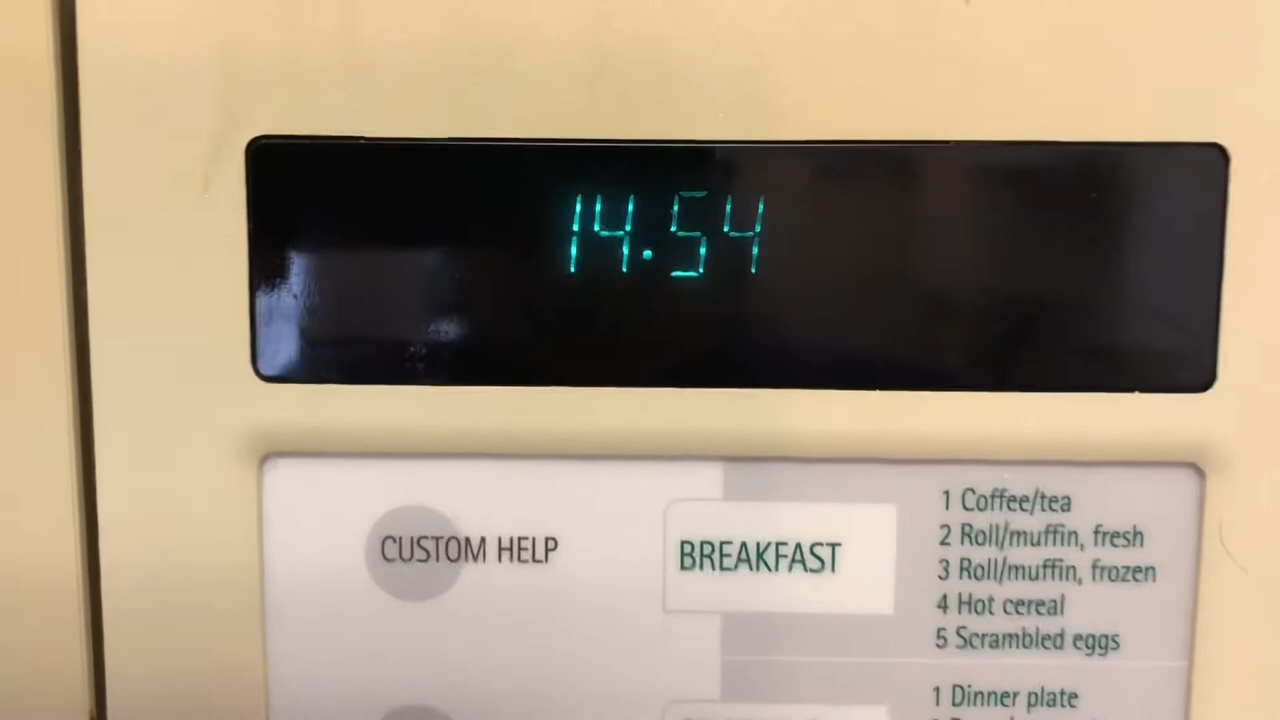 14.54
CUSTOM HELP
BREAKFAST
1 Coffee/tea
2 Roll/muffin, fresh
3 Roll/muffin, frozen
4 Hot cereal
5 Scrambled eggs
1 Dinner plate